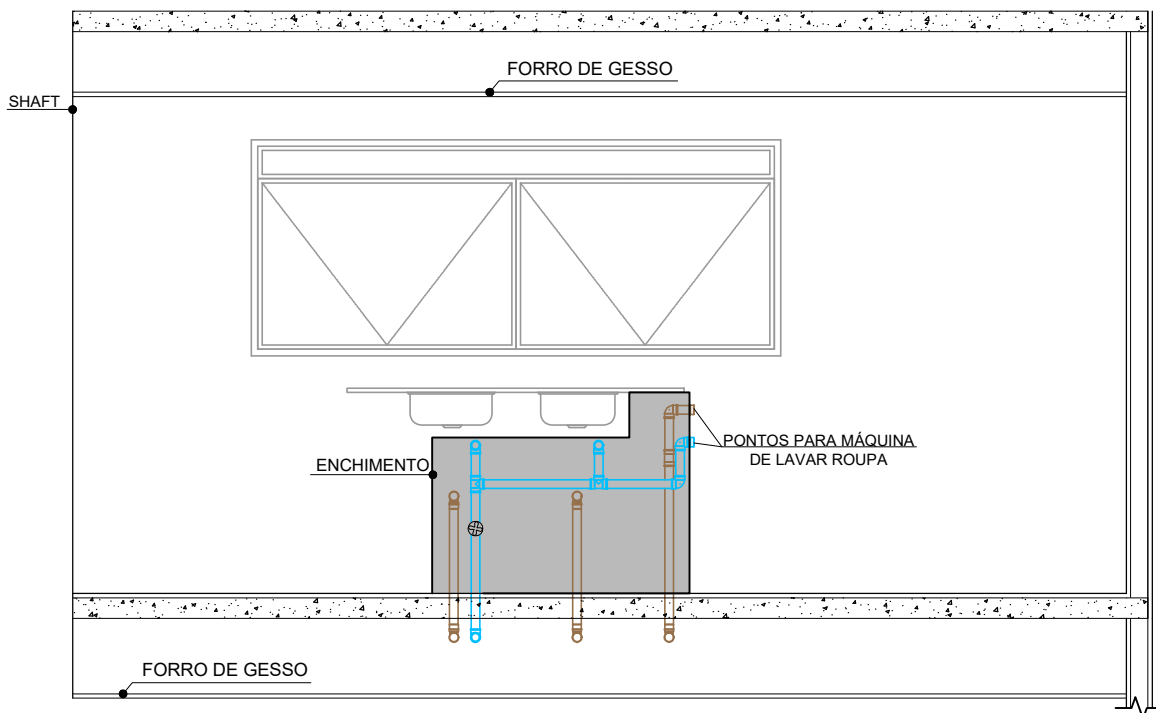 FORRO DE GESSO
SHAFT
PONTOS PARA MÁQUINA
DE LAVAR ROUPA
ENCHIMENTO
FORRO DE GESSO